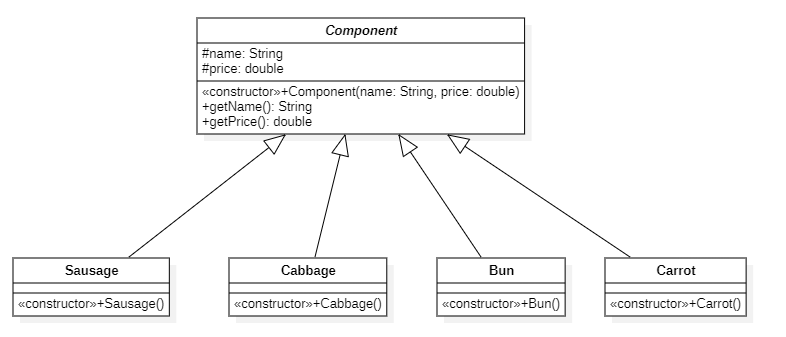 Component
#name: String
#price: double
«constructor»+Component(name: String, price: double)
+getName(): String
+getPrice(): double
Sausage
«constructor»+Sausage()
Cabbage
«constructor»+Cabbage()
Bun
«constructor»+Bun()
Carrot
«constructor»+Carrot()